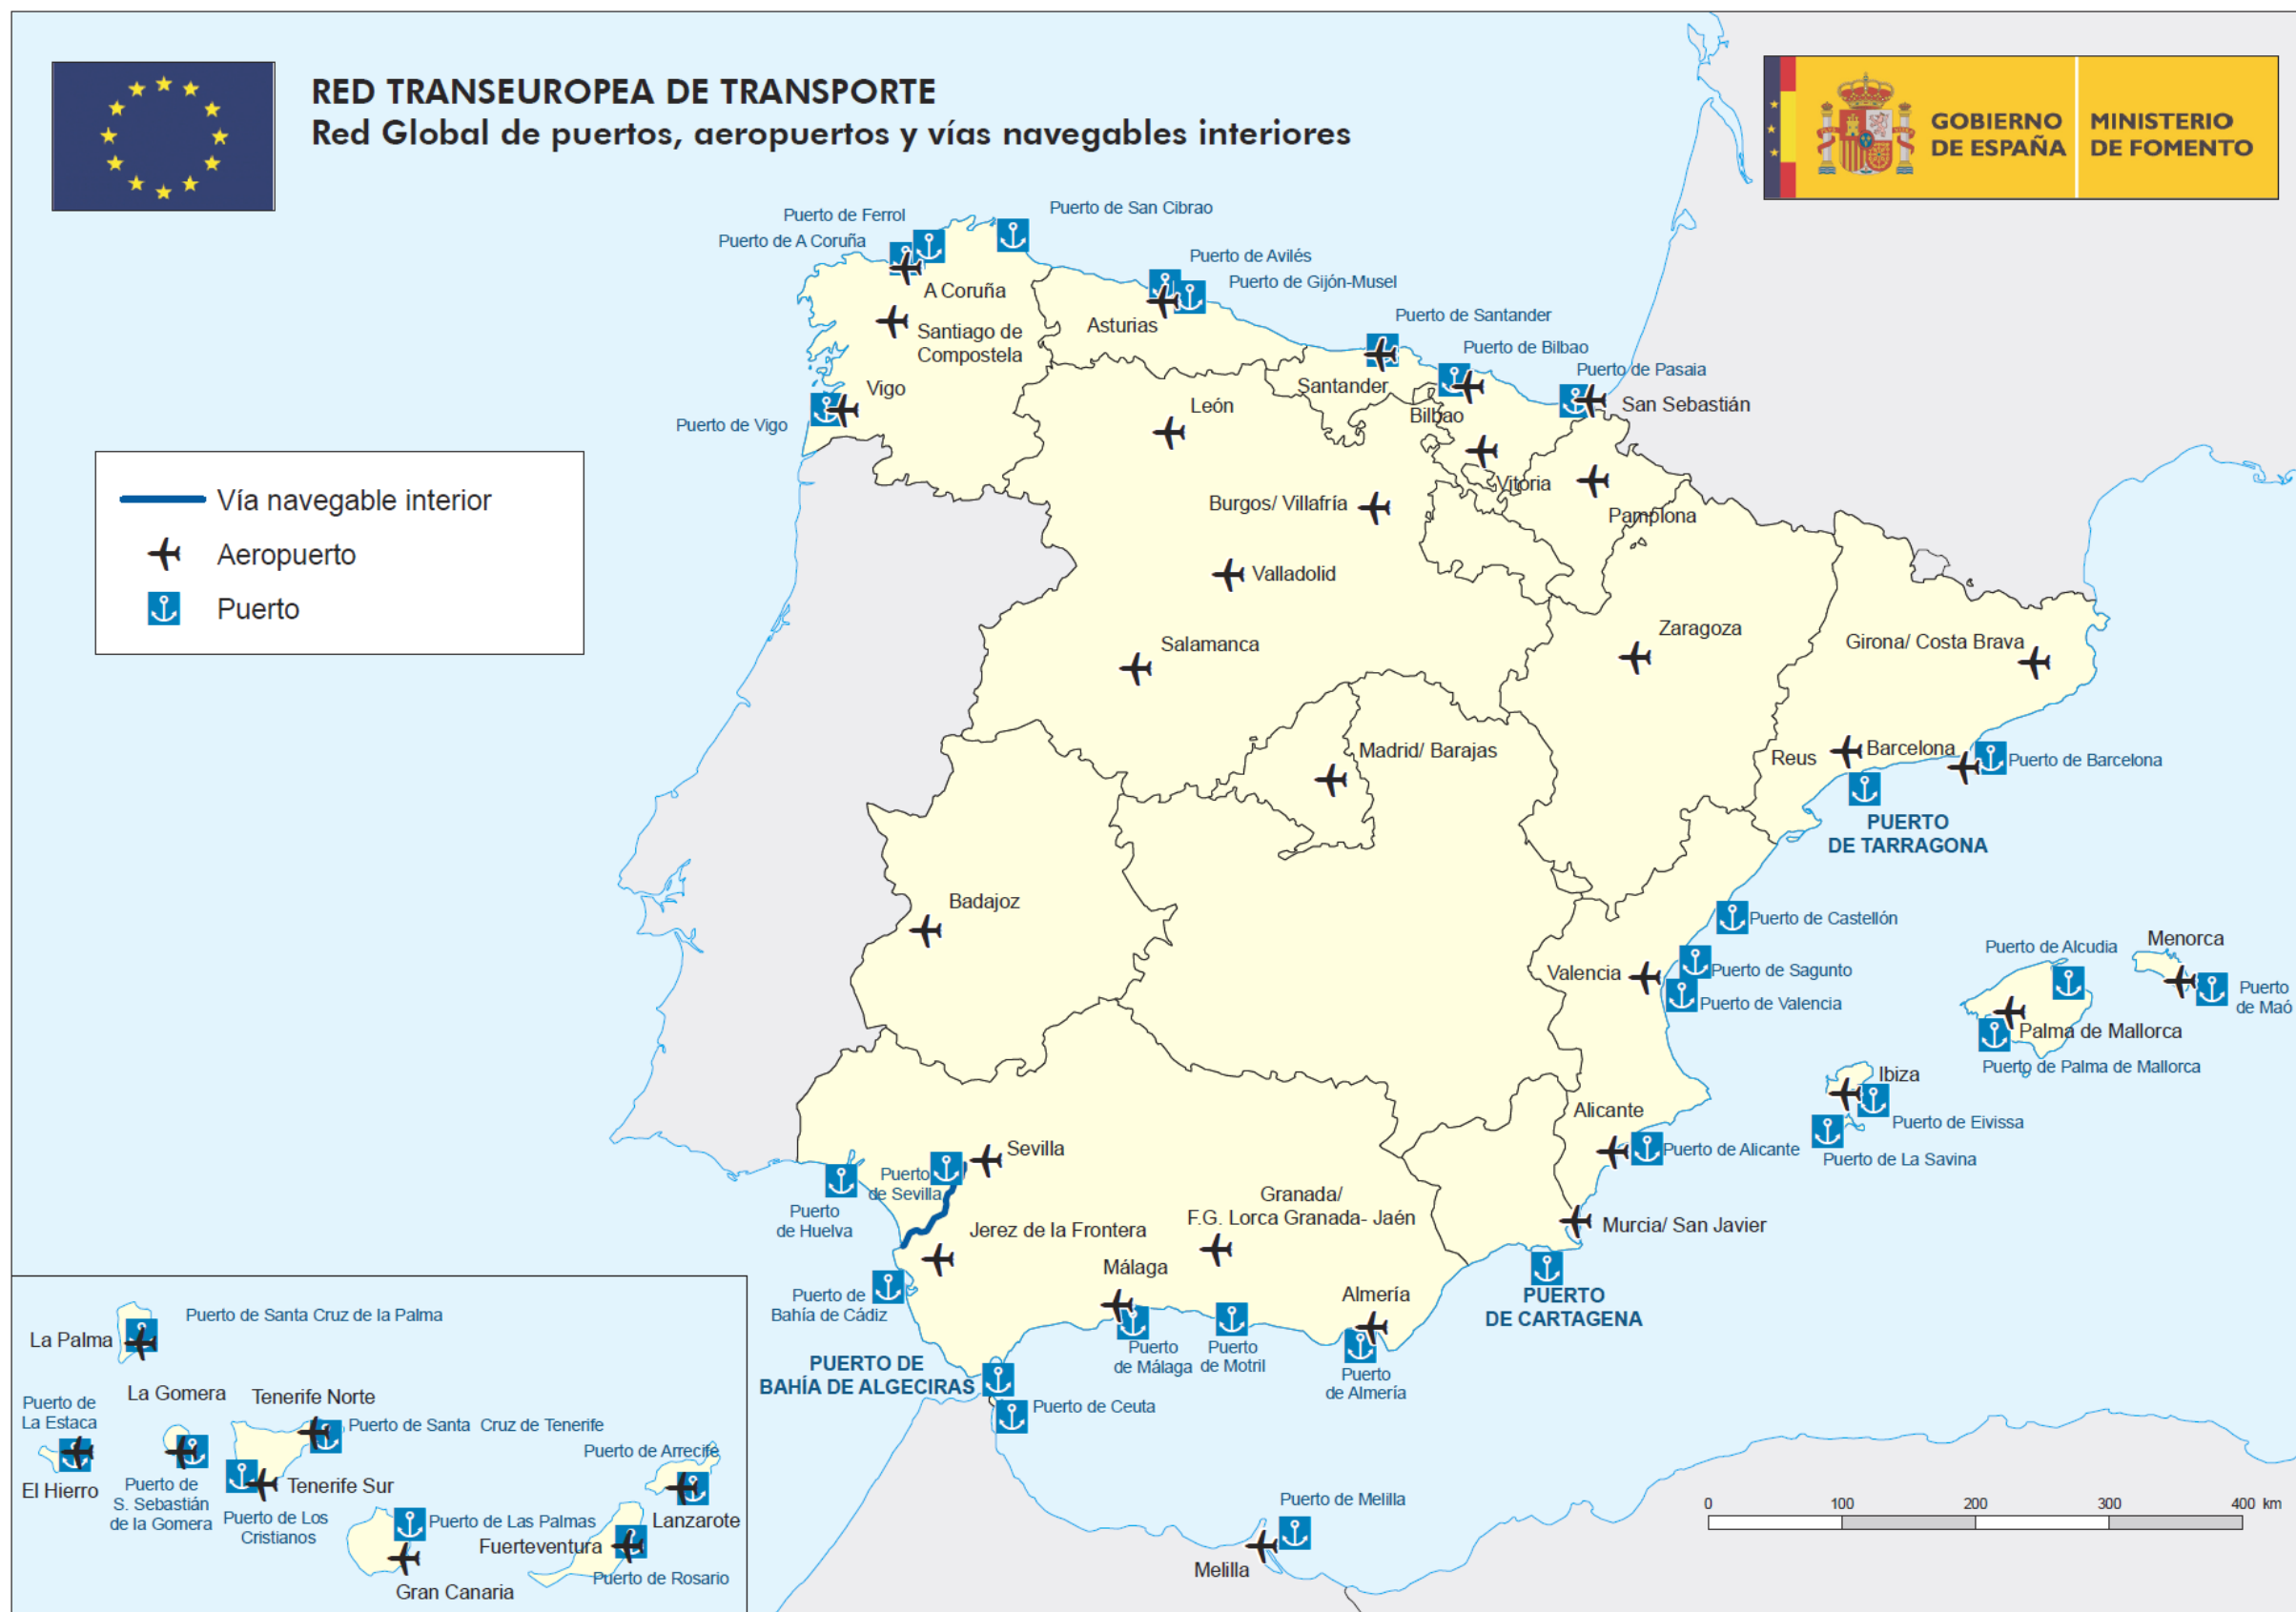 RED TRANSEUROPEA DE TRANSPORTE
Red Global de puertos, aeropuertos y vías navegables interiores
GOBIERNO
DE ESPAÑA
MINISTERIO
DE FOMENTO
Vía navegable interior
Aeropuerto
Puerto
Puerto de Ferrol
Puerto de San Cibrao
Puerto de A Coruña
A Coruña
Santiago de
Compostela
Vigo
Puerto de Vigo
Puerto de Avilés
Puerto de Gijón-Musel
Asturias
Puerto de Santander
Santander
Puerto de Bilbao
Bilbao
Puerto de Pasaia
San Sebastián
León
Vitoria
Pamplona
Burgos/ Villafría
Valladolid
Salamanca
Zaragoza
Girona/ Costa Brava
Madrid/ Barajas
Reus
Barcelona
Puerto de Barcelona
PUERTO
DE TARRAGONA
Badajoz
Puerto de Castellón
Valencia
Puerto de Sagunto
Puerto de Valencia
Puerto de Alcudia
Menorca
Puerto
de Maó
Palma de Mallorca
Puerto de Palma de Mallorca
Ibiza
Puerto de Eivissa
Puerto de La Savina
Alicante
Puerto de Alicante
Murcia/ San Javier
PUERTO
DE CARTAGENA
Sevilla
Puerto
de Sevilla
Puerto
de Huelva
Jerez de la Frontera
Granada/
F.G. Lorca Granada- Jaén
Málaga
Almería
Puerto de
Bahía de Cádiz
Puerto
de Málaga
Puerto
de Motril
Puerto
de Almería
PUERTO DE
BAHÍA DE ALGECIRAS
Puerto de Ceuta
Puerto de Melilla
Melilla
La Palma
Puerto de Santa Cruz de la Palma
Puerto de
La Estaca
El Hierro
La Gomera
Puerto de
S. Sebastián
de la Gomera
Tenerife Norte
Puerto de Santa Cruz de Tenerife
Tenerife Sur
Puerto de Los
Cristianos
Puerto de Las Palmas
Gran Canaria
Puerto de Arrecife
Lanzarote
Fuerteventura
Puerto de Rosario
0 100 200 300 400 km